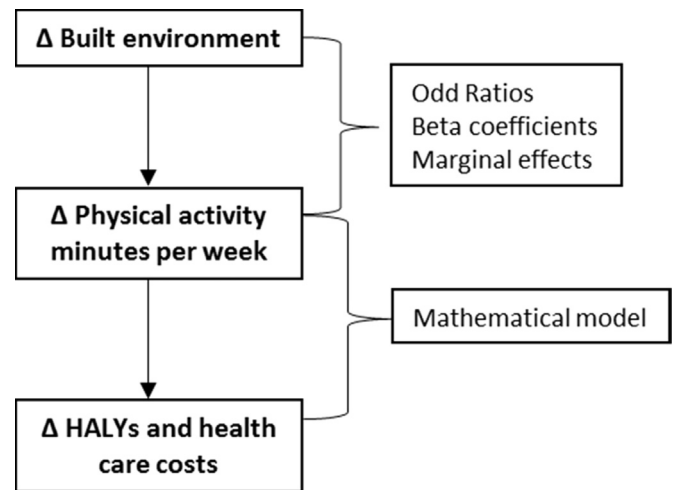 Δ Built environment
Odd Ratios
Beta coefficients
Marginal effects
Δ Physical activity
minutes per week
Mathematical model
Δ HALYs and health
care costs